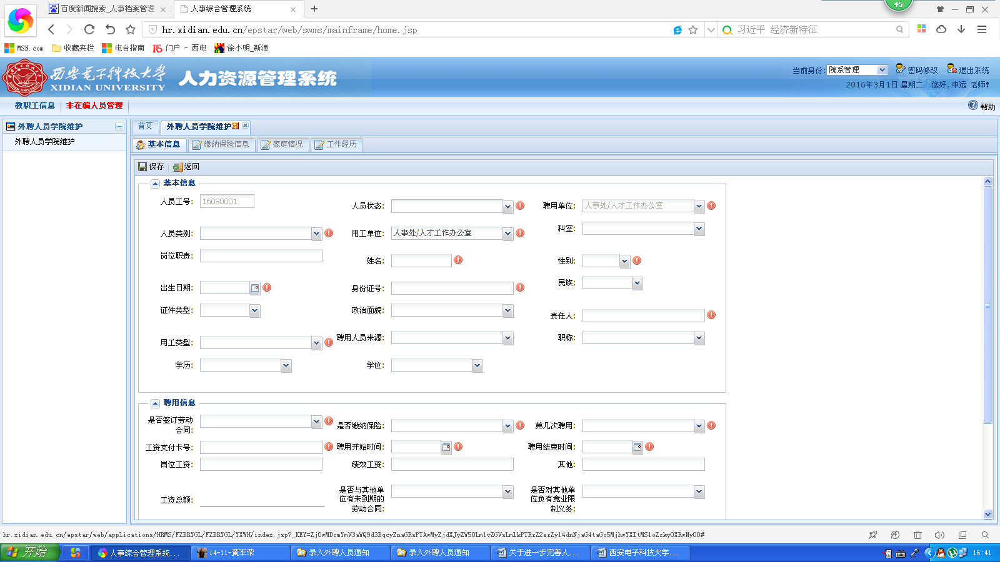 百度新闻搜索_人事档案管理
人事综合管理系统
45
hr.xidian.edu.cn/epstar/web/swms/mainframe/home.jsp
习近平 经济新特征
MSN.com 收藏夹栏 电台指南 门户 - 西电 徐小明_新浪
西安电子科技大学
XIDIAN UNIVERSITY
人力资源管理系统
当前身份: 院系管理 密码修改 退出系统
2016年3月1日 星期二 您好, 申远 老师!
教职工信息 非在编人员管理 帮助
外聘人员学院维护
外聘人员学院维护
首页 外聘人员学院维护
基本信息 缴纳保险信息 家庭情况 工作经历
保存 返回
基本信息
人员工号: 16030001 人员状态: 聘用单位: 人事处/人才工作办公室
人员类别: 用工单位: 人事处/人才工作办公室 科室:
岗位职责: 姓名: 性别:
出生日期: 身份证号: 民族:
证件类型: 政治面貌: 责任人:
用工类型: 聘用人员来源: 职称:
学历: 学位:
聘用信息
是否签订劳动合同: 是否缴纳保险: 第几次聘用:
工资支付卡号: 聘用开始时间: 聘用结束时间:
岗位工资: 绩效工资: 其他:
工资总额: 是否与其他单位有未到期的劳动合同: 是否对其他单位负有竞业限制义务:
开始 人事综合管理系统... 14-11-黄军荣 录入外聘人员通知 录入外聘人员通知 关于进一步完善人... 西安电子科技大学... 16:41